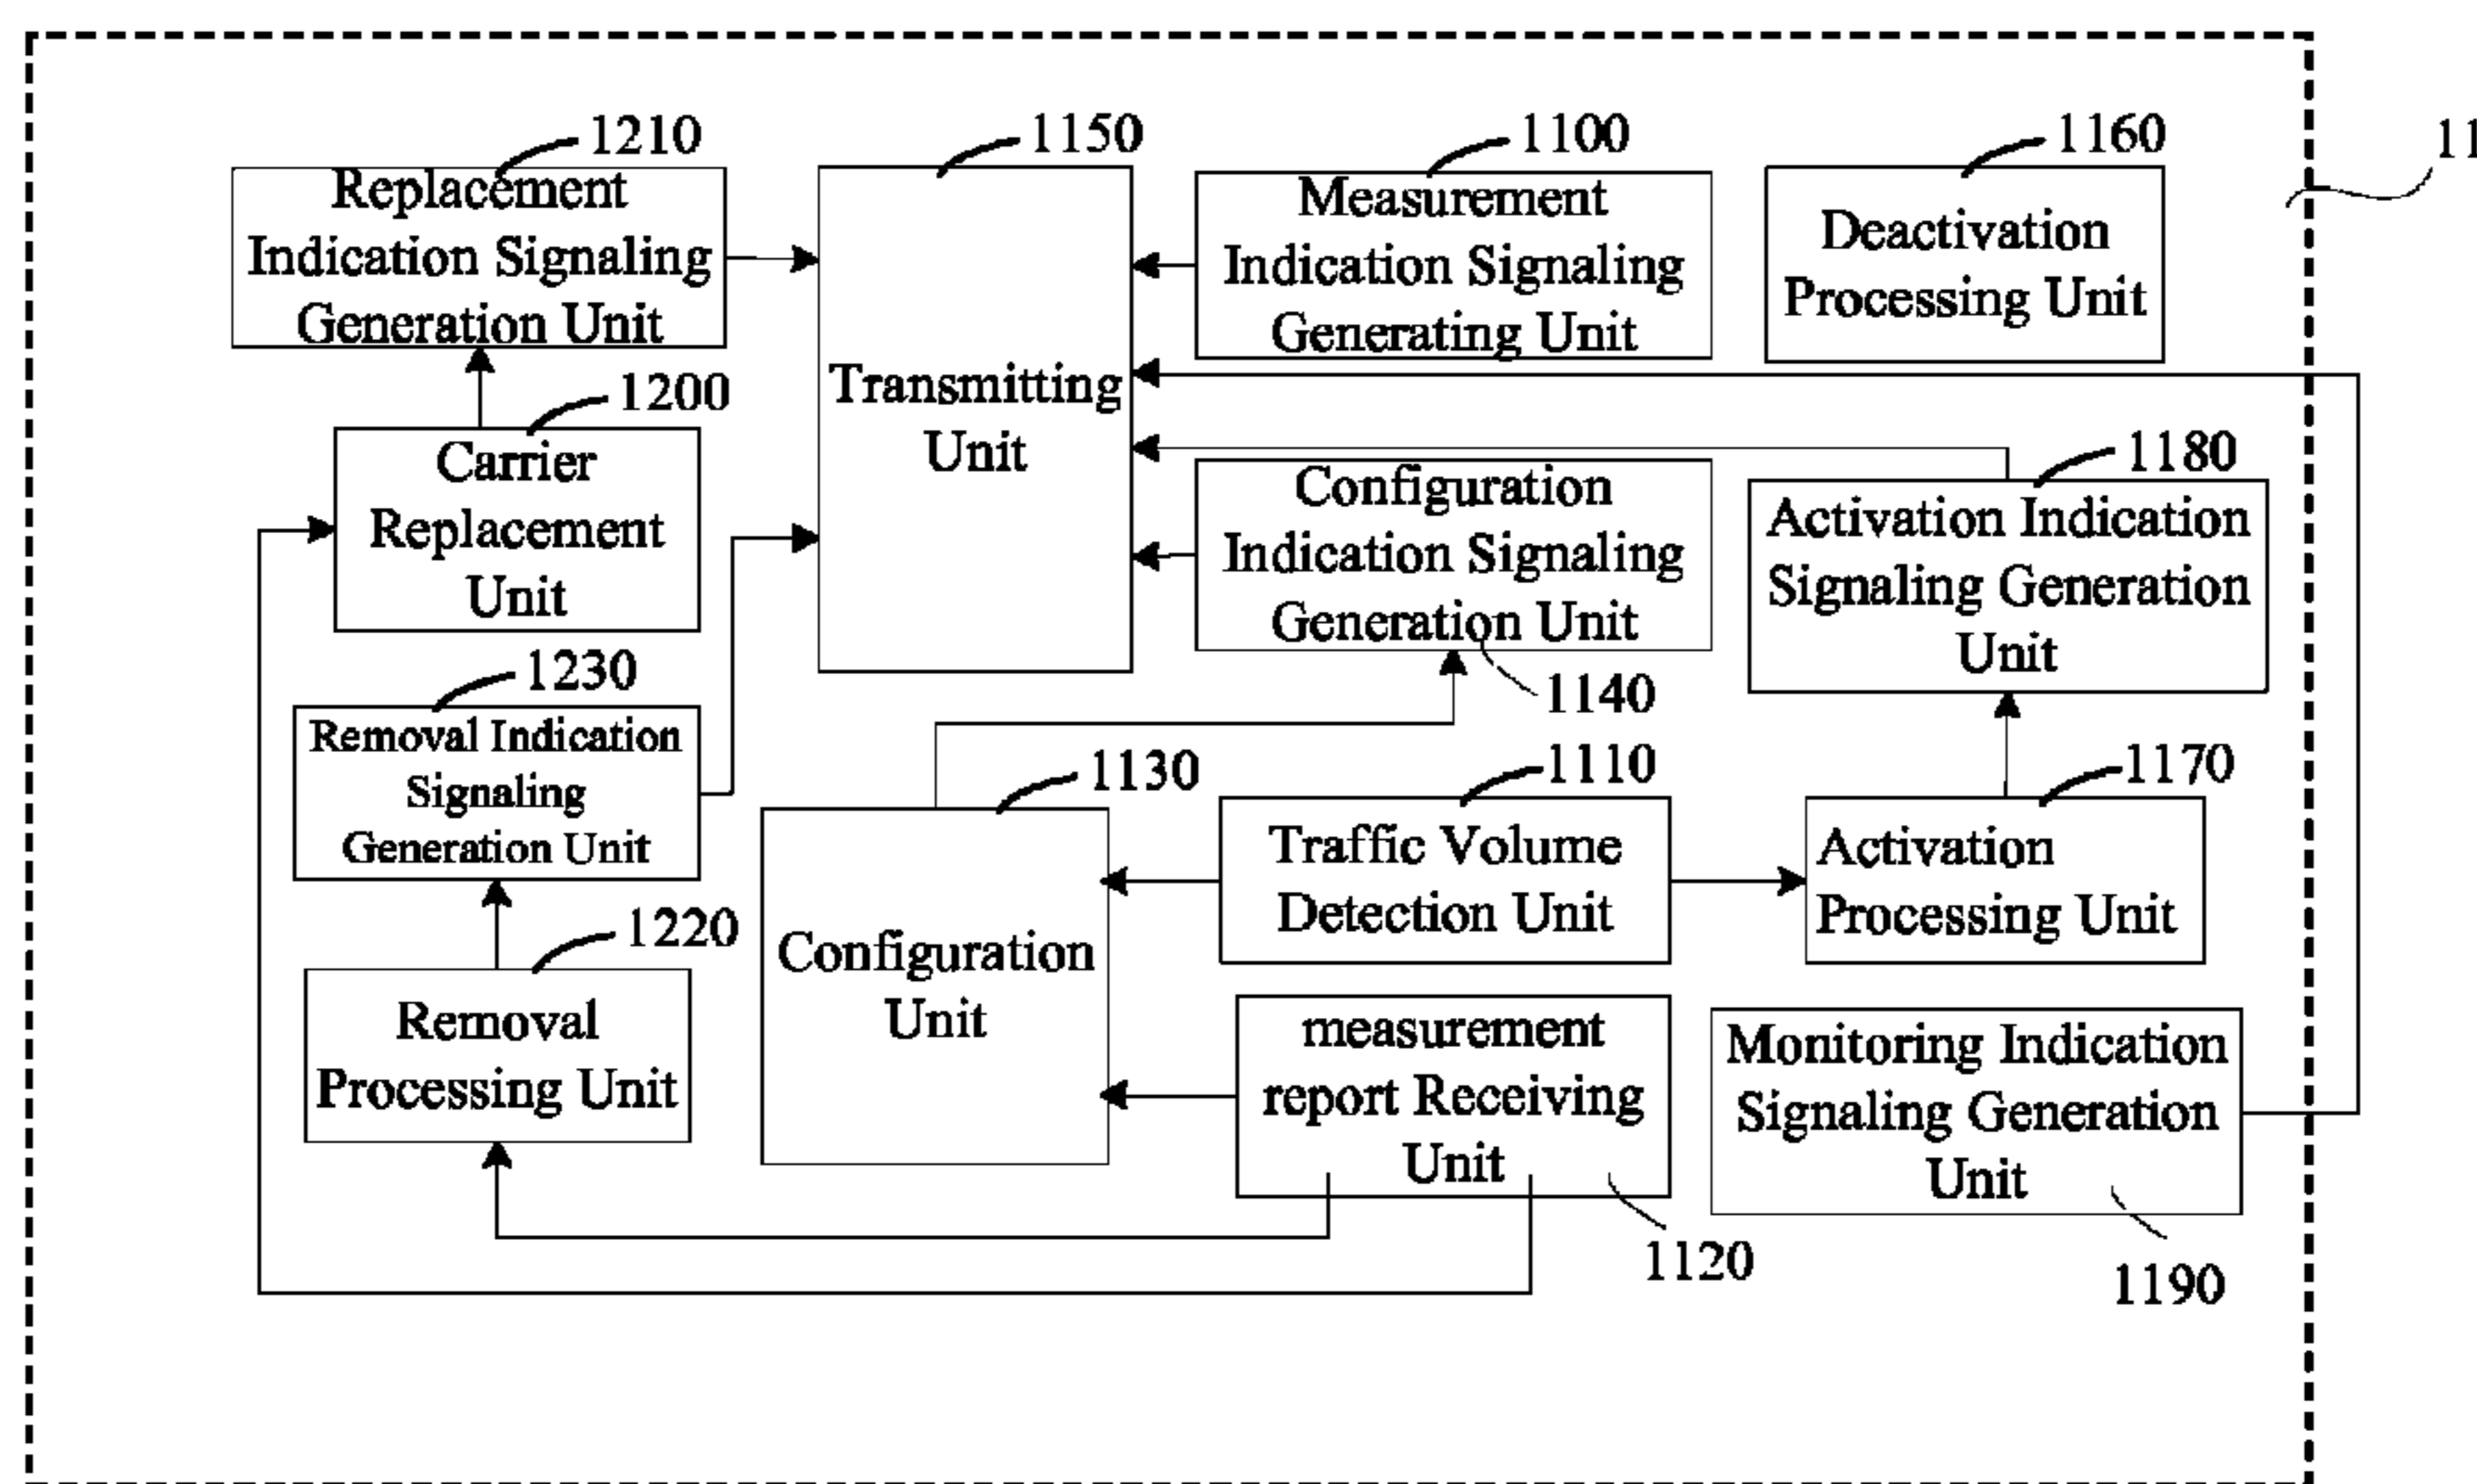 1210
Replacement
Indication Signaling
Generation Unit
1150
Transmitting
Unit
1100
Measurement
Indication Signaling
Generating Unit
1160
Deactivation
Processing Unit
11
1200
Carrier
Replacement
Unit
Configuration
Indication Signaling
Generation Unit
1140
1180
Activation Indication
Signaling Generation
Unit
1230
Removal Indication
Signaling
Generation Unit
1130
Configuration
Unit
1110
Traffic Volume
Detection Unit
1170
Activation
Processing Unit
1220
Removal
Processing Unit
measurement
report Receiving
Unit
1120
Monitoring Indication
Signaling Generation
Unit
1190